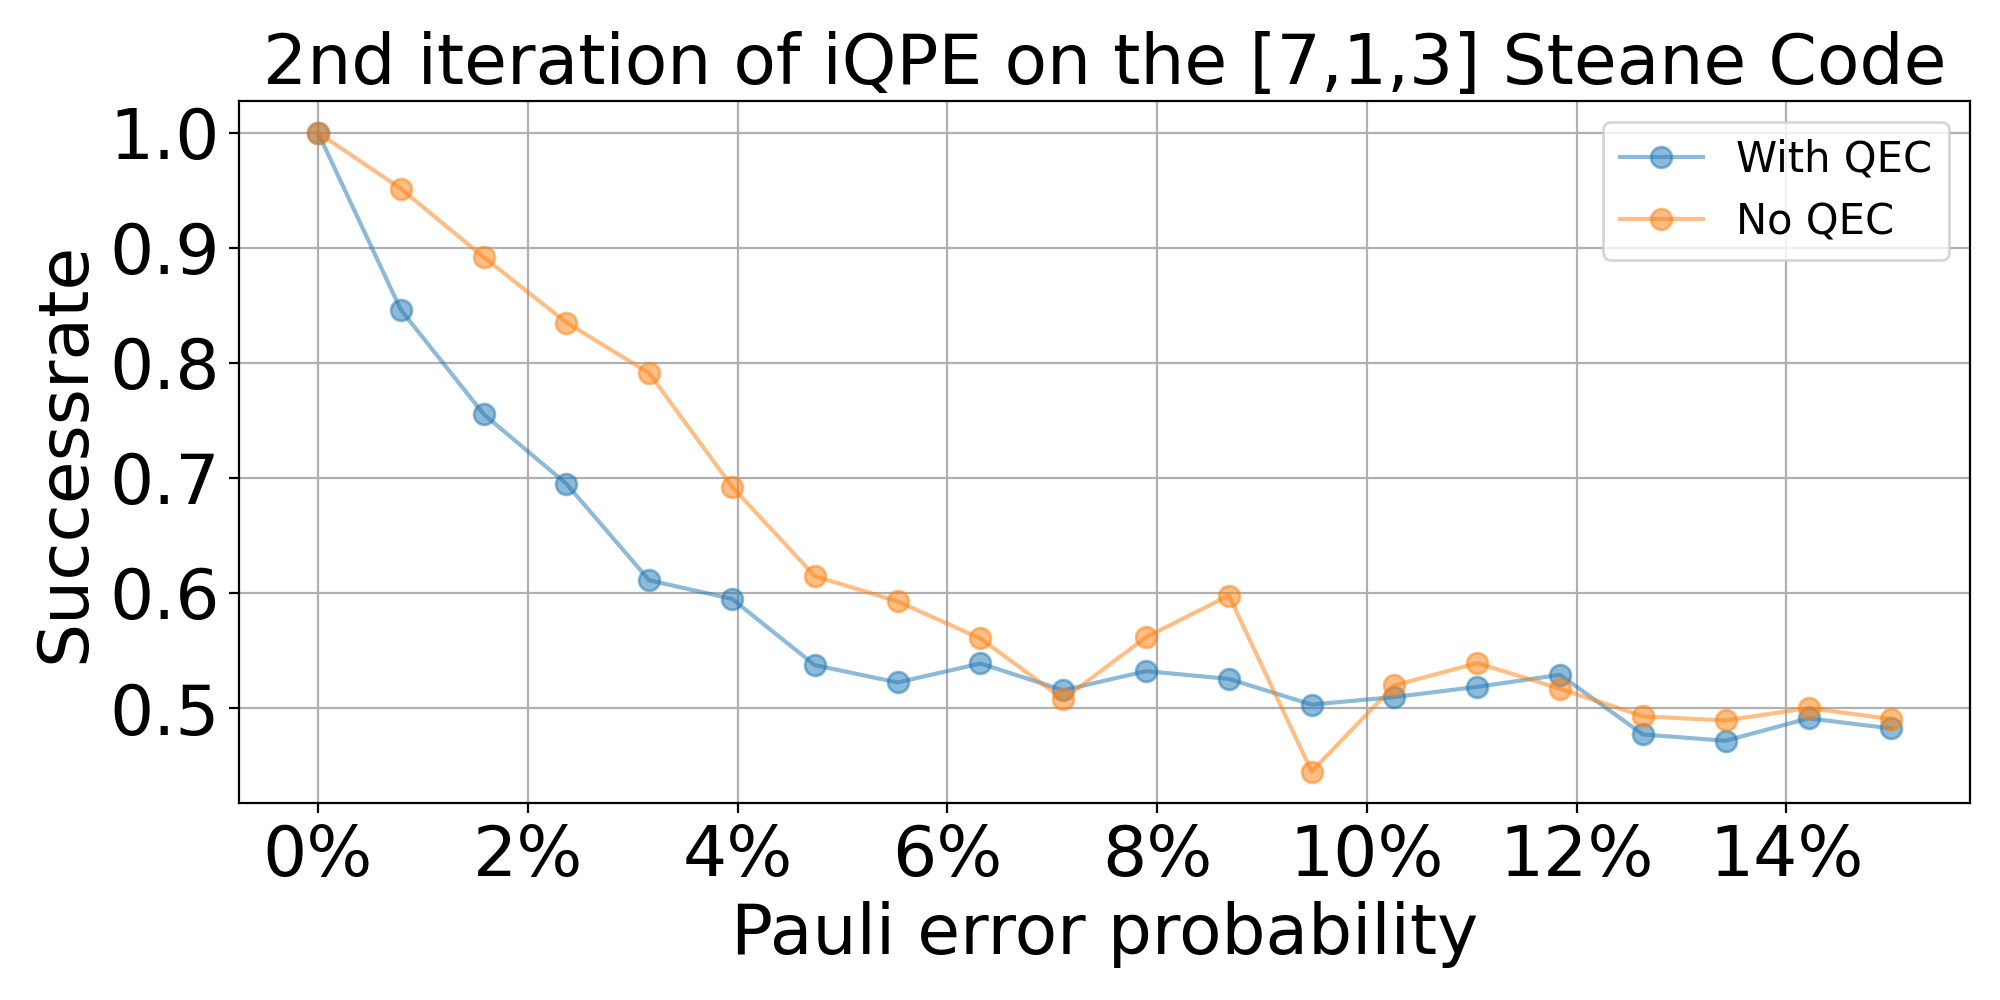 2nd iteration of iQPE on the [7,1,3] Steane Code
Successrate
1.0
0.9
0.8
0.7
0.6
0.5
With QEC
No QEC
0% 2% 4% 6% 8% 10% 12% 14%
Pauli error probability